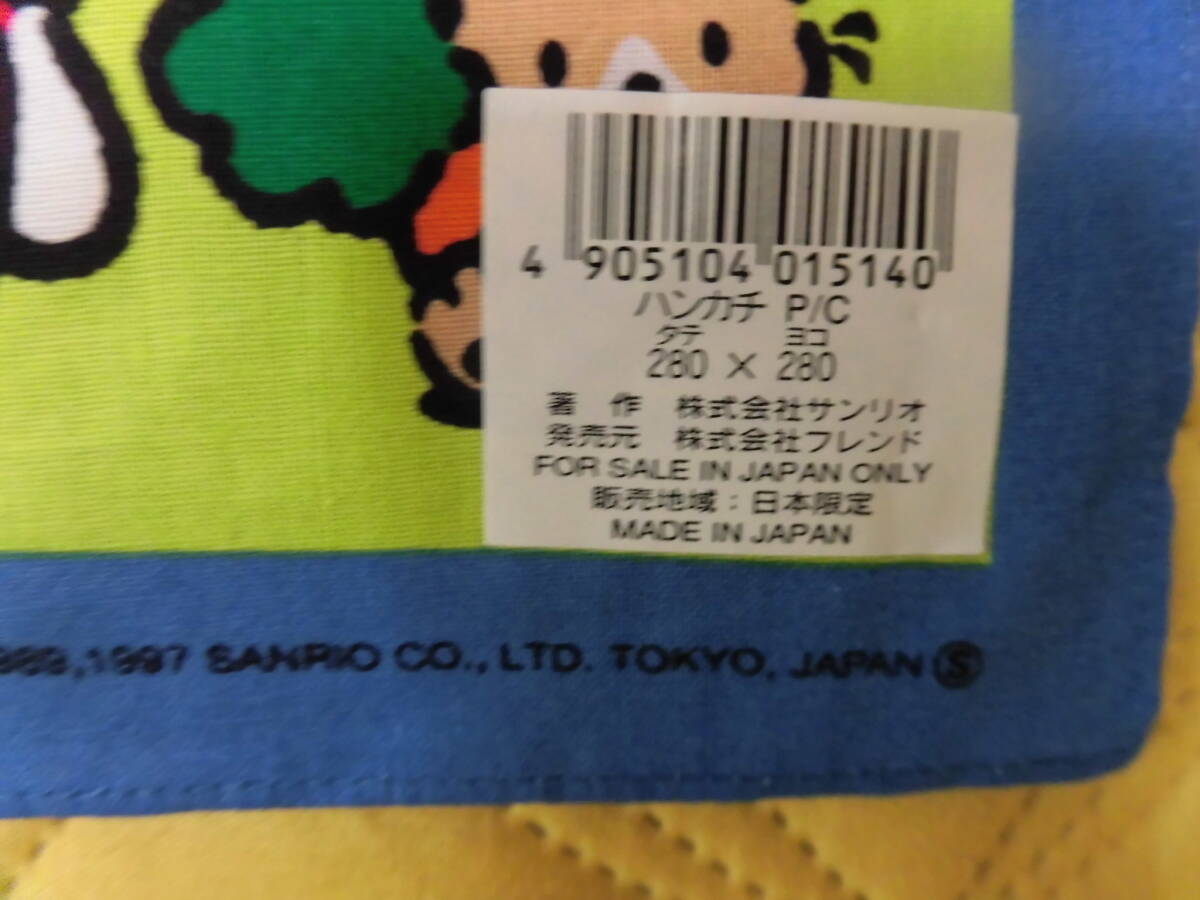 4 905104 015140
ハンカチ P/C
タテ ヨコ
280 × 280
著 作 株式会社サンリオ
発売元 株式会社フレンド
FOR SALE IN JAPAN ONLY
販売地域：日本限定
MADE IN JAPAN
,1997 SANRIO CO., LTD. TOKYO, JAPAN Ⓢ